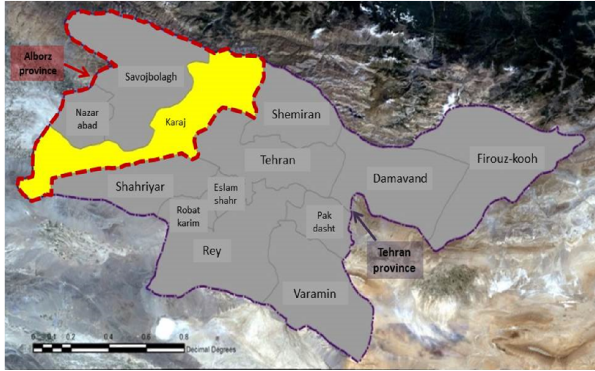 Alborz
province
Savojbolagh
Nazar
abad
Karaj
Shemiran
Tehran
Firouz-kooh
Damavand
Shahriyar
Eslam
shahr
Robat
karim
Pak
dasht
Rey
Tehran
province
Varamin
Decimal Degrees